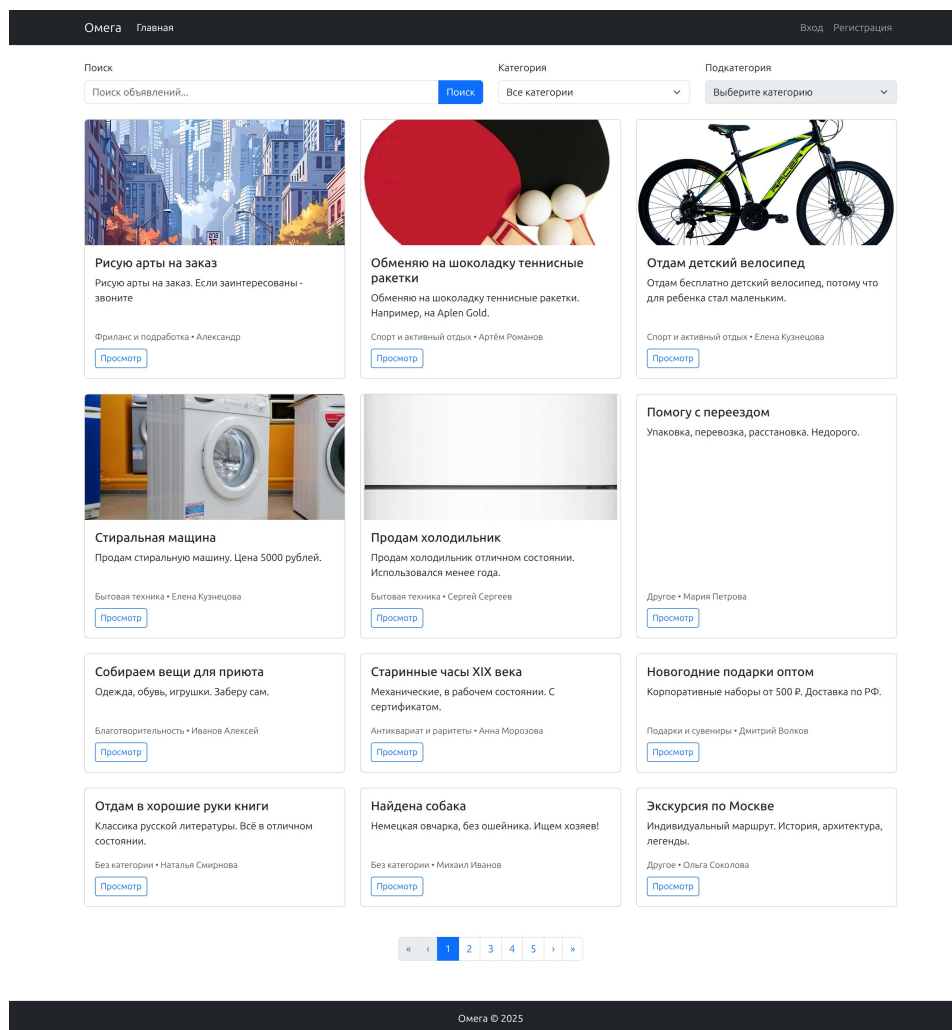 Омега Главная Вход Регистрация
Поиск Категория Подкатегория
Поиск объявлений... Поиск Все категории Выберите категорию
Рисую арты на заказ
Рисую арты на заказ. Если заинтересованы -
звоните
Фриланс и подработка • Александр
Просмотр
Обменяю на шоколадку теннисные
ракетки
Обменяю на шоколадку теннисные ракетки.
Например, на Aplen Gold.
Спорт и активный отдых • Артём Романов
Просмотр
RACER
Отдам детский велосипед
Отдам бесплатно детский велосипед, потому что
для ребенка стал маленьким.
Спорт и активный отдых • Елена Кузнецова
Просмотр
Стиральная мащина
Продам стиральную машину. Цена 5000 рублей.
Бытовая техника • Елена Кузнецова
Просмотр
Продам холодильник
Продам холодильник отличном состоянии.
Использовался менее года.
Бытовая техника • Сергей Сергеев
Просмотр
Помогу с переездом
Упаковка, перевозка, расстановка. Недорого.
Другое • Мария Петрова
Просмотр
Собираем вещи для приюта
Одежда, обувь, игрушки. Заберу сам.
Благотворительность • Иванов Алексей
Просмотр
Старинные часы XIX века
Механические, в рабочем состоянии. С
сертификатом.
Антиквариат и раритеты • Анна Морозова
Просмотр
Новогодние подарки оптом
Корпоративные наборы от 500 ₽. Доставка по РФ.
Подарки и сувениры • Дмитрий Волков
Просмотр
Отдам в хорошие руки книги
Классика русской литературы. Всё в отличном
состоянии.
Без категории • Наталья Смирнова
Просмотр
Найдена собака
Немецкая овчарка, без ошейника. Ищем хозяев!
Без категории • Михаил Иванов
Просмотр
Экскурсия по Москве
Индивидуальный маршрут. История, архитектура,
легенды.
Другое • Ольга Соколова
Просмотр
« ‹ 1 2 3 4 5 › »
Омега © 2025